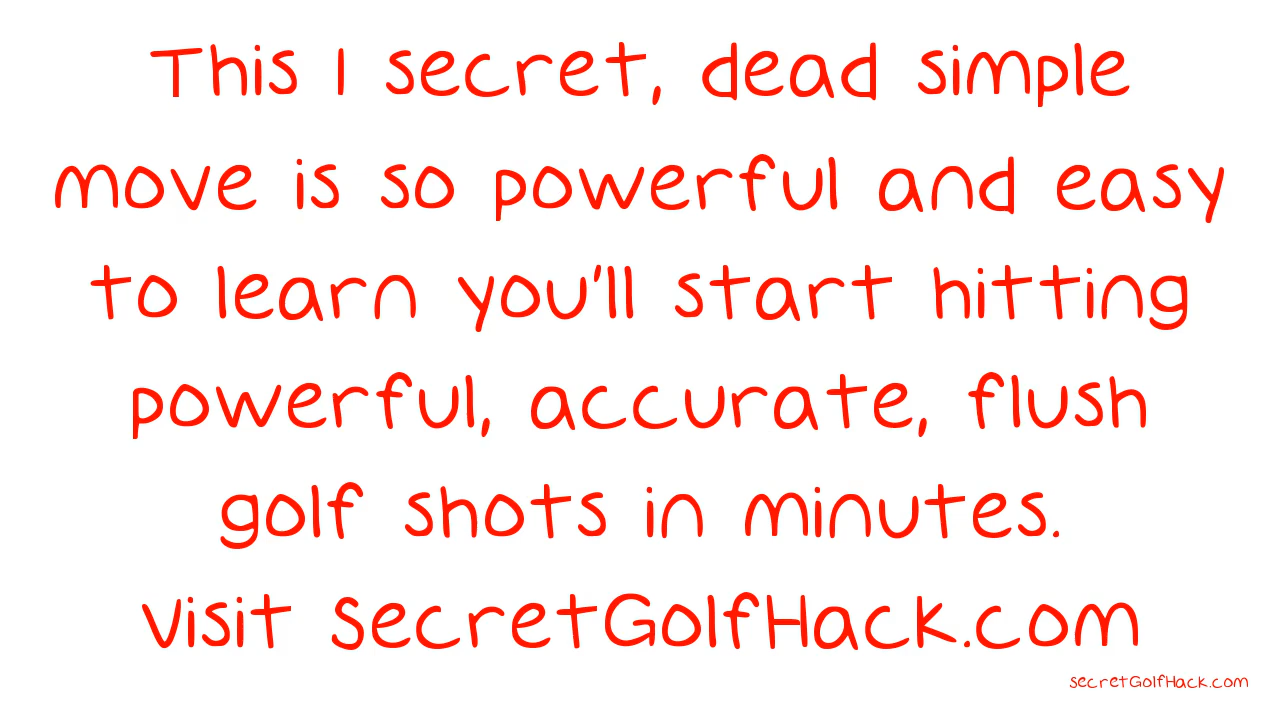 This 1 secret, dead simple
move is so powerful and easy
to learn you'll start hitting
powerful, accurate, flush
golf shots in minutes.
Visit SecretGolfHack.com
secretGolfHack.com